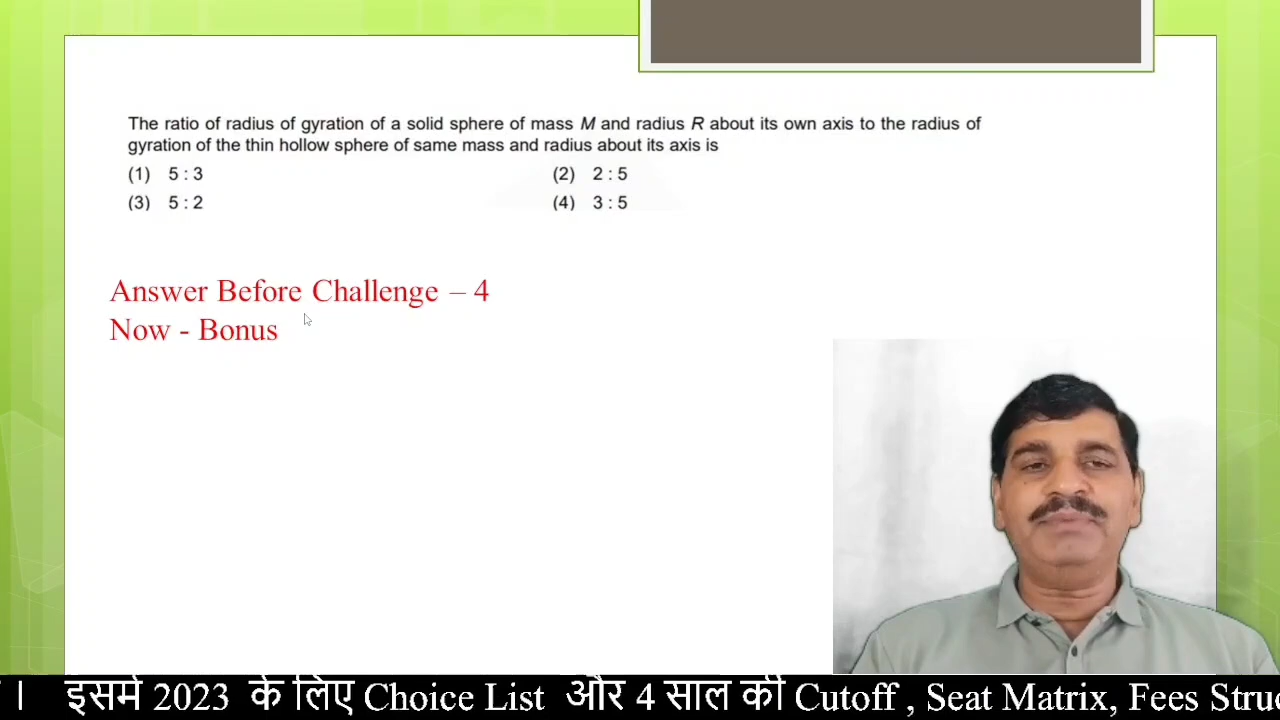 The ratio of radius of gyration of a solid sphere of mass M and radius R about its own axis to the radius of
gyration of the thin hollow sphere of same mass and radius about its axis is
(1) 5 : 3 (2) 2 : 5
(3) 5 : 2 (4) 3 : 5
Answer Before Challenge – 4
Now - Bonus
। इसमें 2023 के लिए Choice List और 4 साल की Cutoff , Seat Matrix, Fees